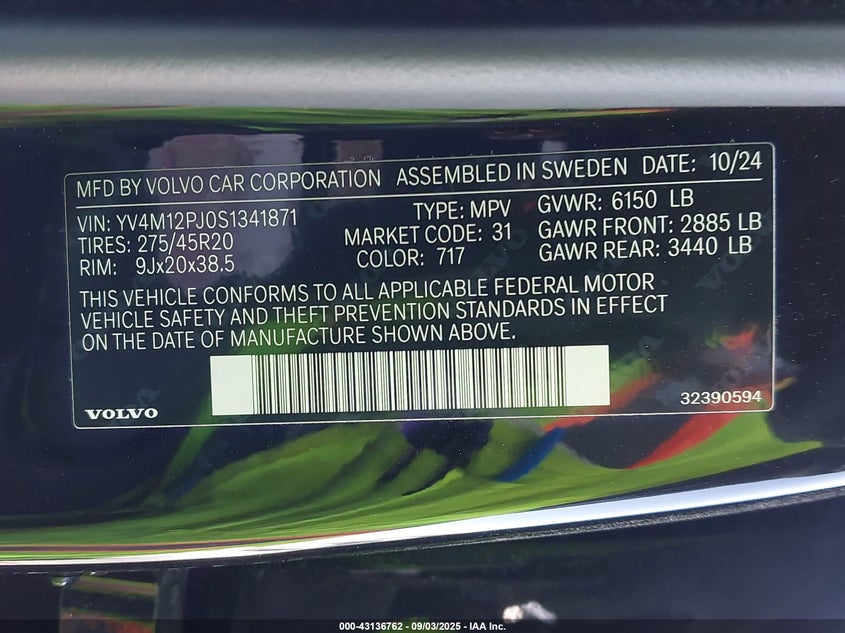 MFD BY VOLVO CAR CORPORATION ASSEMBLED IN SWEDEN DATE: 10/24
VIN: YV4M12PJ0S1341871 TYPE: MPV GVWR: 6150 LB
TIRES: 275/45R20 MARKET CODE: 31 GAWR FRONT: 2885 LB
RIM: 9Jx20x38.5 COLOR: 717 GAWR REAR: 3440 LB
THIS VEHICLE CONFORMS TO ALL APPLICABLE FEDERAL MOTOR
VEHICLE SAFETY AND THEFT PREVENTION STANDARDS IN EFFECT
ON THE DATE OF MANUFACTURE SHOWN ABOVE.
VOLVO 32390594
000-43136762 - 09/03/2025 - IAA Inc.